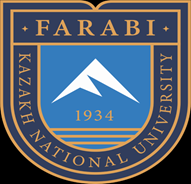 · FARABI ·
KAZAKH NATIONAL UNIVERSITY
1934